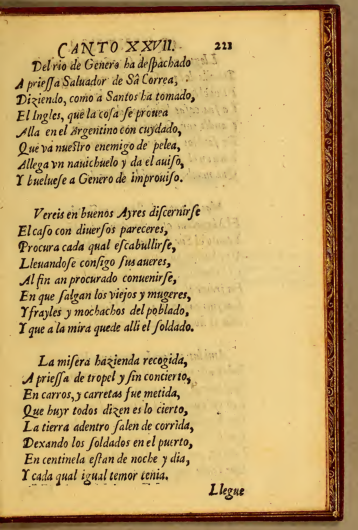 CANTO XXVII. 221
Del rio de Genero ha despachado
A priessa Saluador de Sâ Correa,
Diziendo, como a Santos ha tomado,
El Ingles, que la cosa se prouea
Alla en el Argentino con cuydado,
Que va nuestro enemigo de pelea,
Allega vn nauichuelo y da el auiso,
Y bueluese a Genero de improuiso.
Vereis en buenos Ayres discernirse
El caso con diuersos pareceres,
Procura cada qual escabullirse,
Lleuandose consigo sus aueres,
Al fin an procurado conuenirse,
En que salgan los viejos y mugeres,
Y frayles y mochachos del poblado,
Y que a la mira quede alli el soldado.
La misera hazienda recogida,
A priessa de tropel y sin concierto,
En carros, y carretas fue metida,
Que huyr todos dizen es lo cierto,
La tierra adentro salen de corrida,
Dexando los soldados en el puerto,
En centinela estan de noche y dia,
Y cada qual igual temor tenia.
Llegue